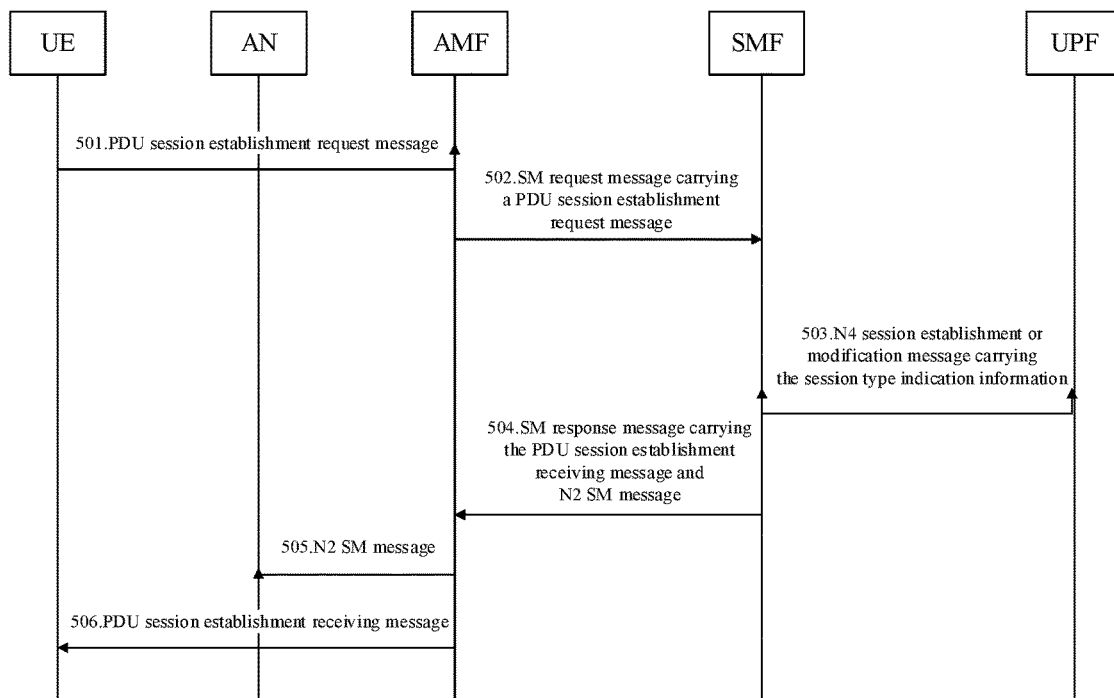 UE
AN
AMF
SMF
UPF
501.PDU session establishment request message
502.SM request message carrying
a PDU session establishment
request message
503.N4 session establishment or
modification message carrying
the session type indication information
504.SM response message carrying
the PDU session establishment
receiving message and
N2 SM message
505.N2 SM message
506.PDU session establishment receiving message